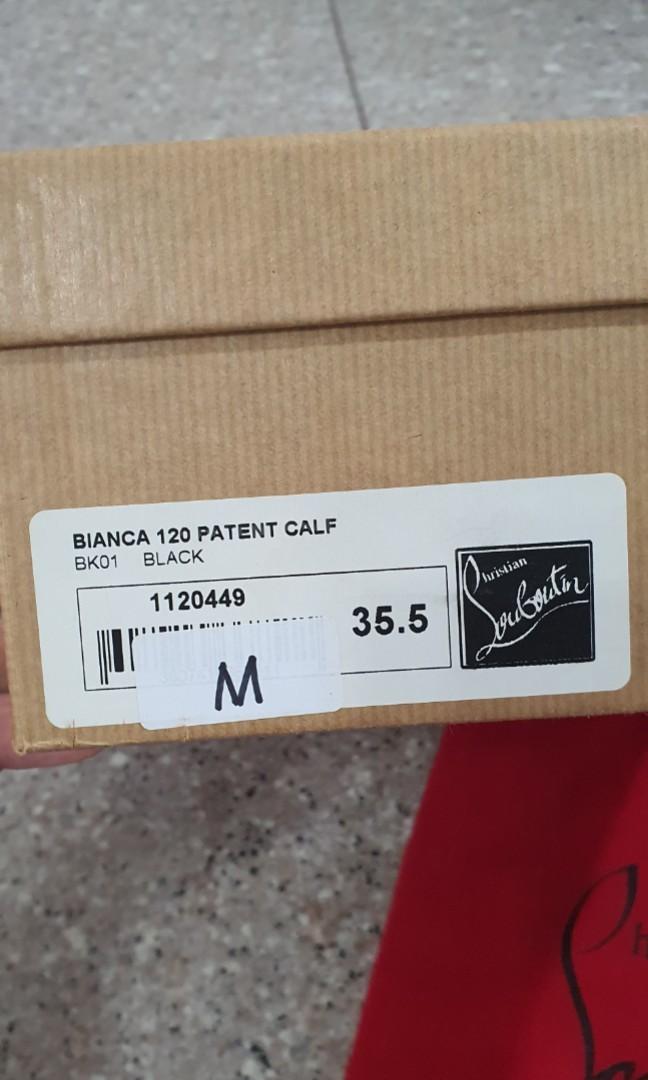 BIANCA 120 PATENT CALF
BK01 BLACK
1120449
35.5
M
Christian
Louboutin